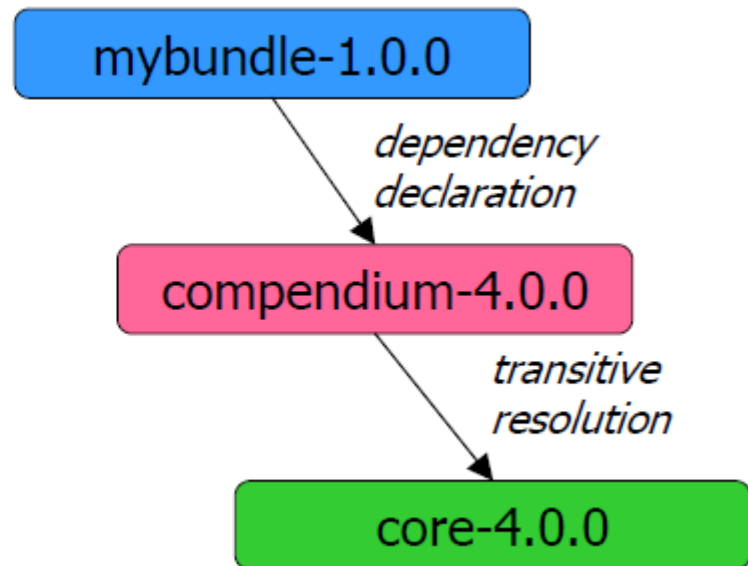 mybundle-1.0.0
dependency
declaration
compendium-4.0.0
transitive
resolution
core-4.0.0